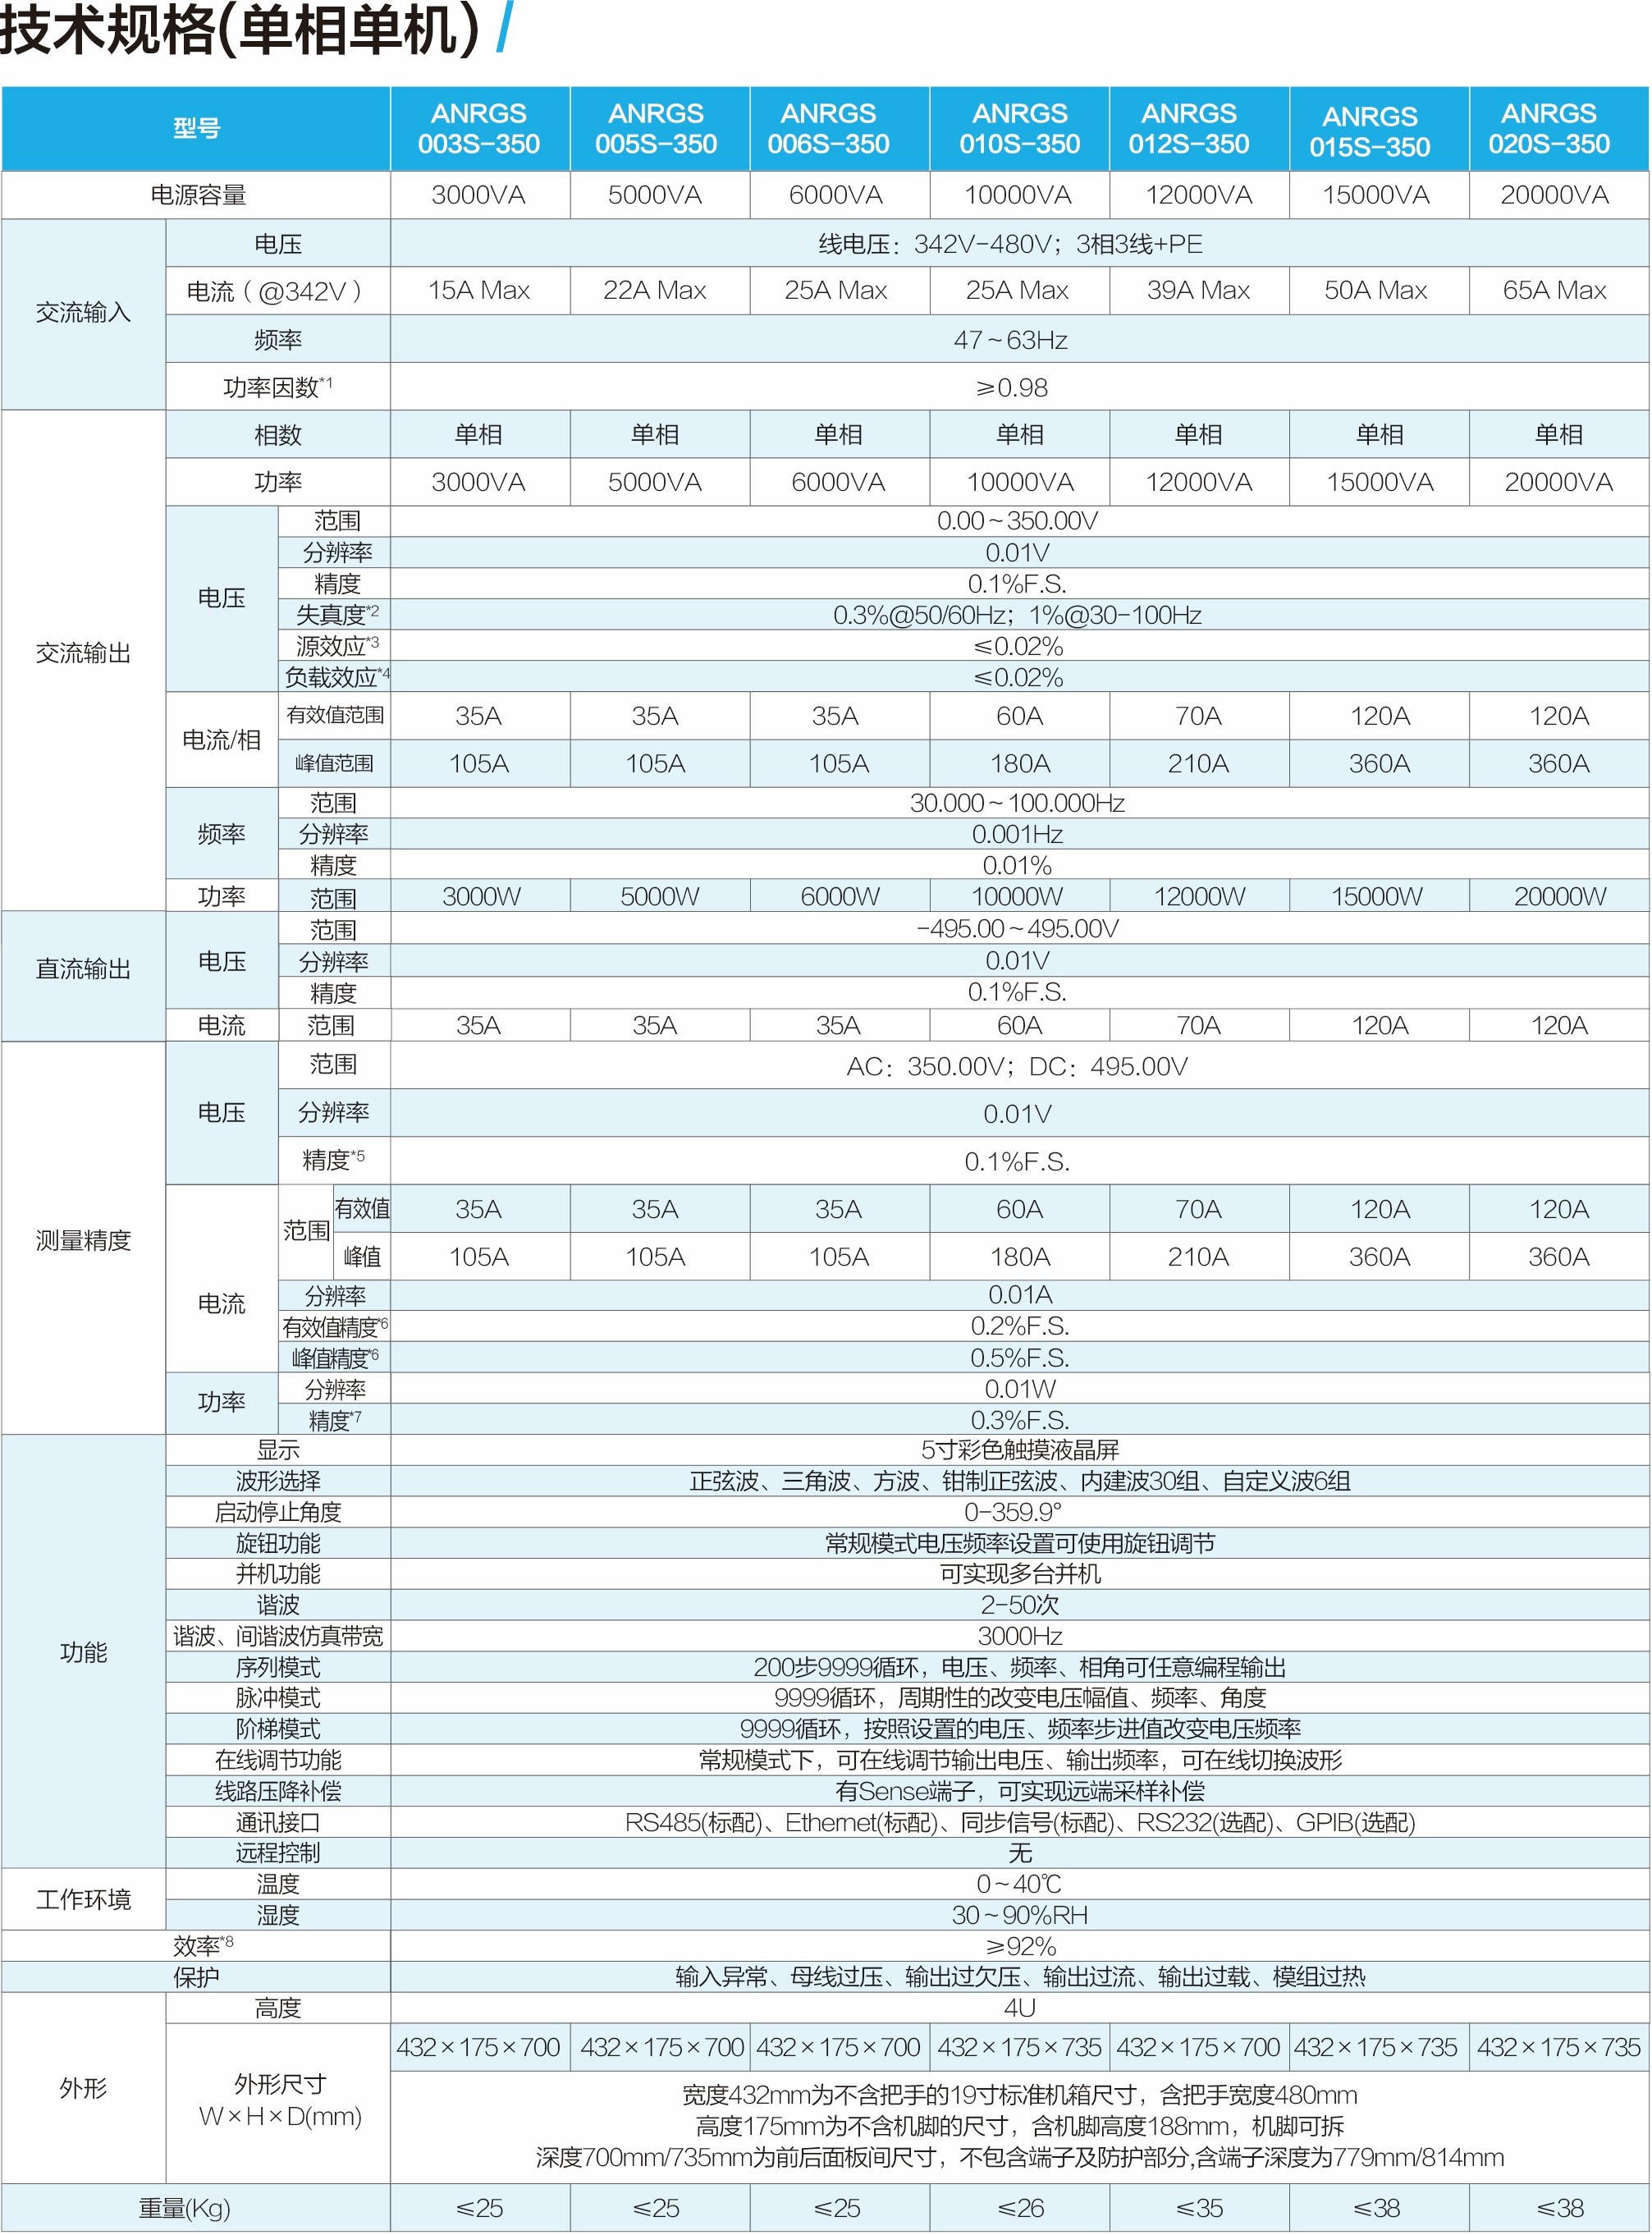 技术规格(单相单机) /
型号 ANRGS 003S-350 ANRGS 005S-350 ANRGS 006S-350 ANRGS 010S-350 ANRGS 012S-350 ANRGS 015S-350 ANRGS 020S-350
电源容量 3000VA 5000VA 6000VA 10000VA 12000VA 15000VA 20000VA
交流输入
电压 线电压：342V-480V；3相3线+PE
电流（@342V） 15A Max 22A Max 25A Max 25A Max 39A Max 50A Max 65A Max
频率 47~63Hz
功率因数*1 ≥0.98
交流输出
相数 单相 单相 单相 单相 单相 单相 单相
功率 3000VA 5000VA 6000VA 10000VA 12000VA 15000VA 20000VA
电压
范围 0.00~350.00V
分辨率 0.01V
精度 0.1%F.S.
失真度*2 0.3%@50/60Hz；1%@30-100Hz
源效应*3 ≤0.02%
负载效应*4 ≤0.02%
电流/相
有效值范围 35A 35A 35A 60A 70A 120A 120A
峰值范围 105A 105A 105A 180A 210A 360A 360A
频率
范围 30.000~100.000Hz
分辨率 0.001Hz
精度 0.01%
功率 范围 3000W 5000W 6000W 10000W 12000W 15000W 20000W
直流输出
电压
范围 -495.00~495.00V
分辨率 0.01V
精度 0.1%F.S.
电流 范围 35A 35A 35A 60A 70A 120A 120A
测量精度
电压
范围 AC：350.00V；DC：495.00V
分辨率 0.01V
精度*5 0.1%F.S.
电流
范围
有效值 35A 35A 35A 60A 70A 120A 120A
峰值 105A 105A 105A 180A 210A 360A 360A
分辨率 0.01A
有效值精度*6 0.2%F.S.
峰值精度*6 0.5%F.S.
功率
分辨率 0.01W
精度*7 0.3%F.S.
功能
显示 5寸彩色触摸液晶屏
波形选择 正弦波、三角波、方波、钳制正弦波、内建波30组、自定义波6组
启动停止角度 0-359.9°
旋钮功能 常规模式电压频率设置可使用旋钮调节
并机功能 可实现多台并机
谐波 2-50次
谐波、间谐波仿真带宽 3000Hz
序列模式 200步9999循环，电压、频率、相角可任意编程输出
脉冲模式 9999循环，周期性的改变电压幅值、频率、角度
阶梯模式 9999循环，按照设置的电压、频率步进值改变电压频率
在线调节功能 常规模式下，可在线调节输出电压、输出频率，可在线切换波形
线路压降补偿 有Sense端子，可实现远端采样补偿
通讯接口 RS485(标配)、Ethernet(标配)、同步信号(标配)、RS232(选配)、GPIB(选配)
远程控制 无
工作环境
温度 0~40℃
湿度 30~90%RH
效率*8 ≥92%
保护 输入异常、母线过压、输出过欠压、输出过流、输出过载、模组过热
外形
高度 4U
外形尺寸
W×H×D(mm)
432×175×700 432×175×700 432×175×700 432×175×735 432×175×700 432×175×735 432×175×735
宽度432mm为不含把手的19寸标准机箱尺寸，含把手宽度480mm
高度175mm为不含机脚的尺寸，含机脚高度188mm，机脚可拆
深度700mm/735mm为前后面板间尺寸，不包含端子及防护部分,含端子深度为779mm/814mm
重量(Kg) ≤25 ≤25 ≤25 ≤26 ≤35 ≤38 ≤38